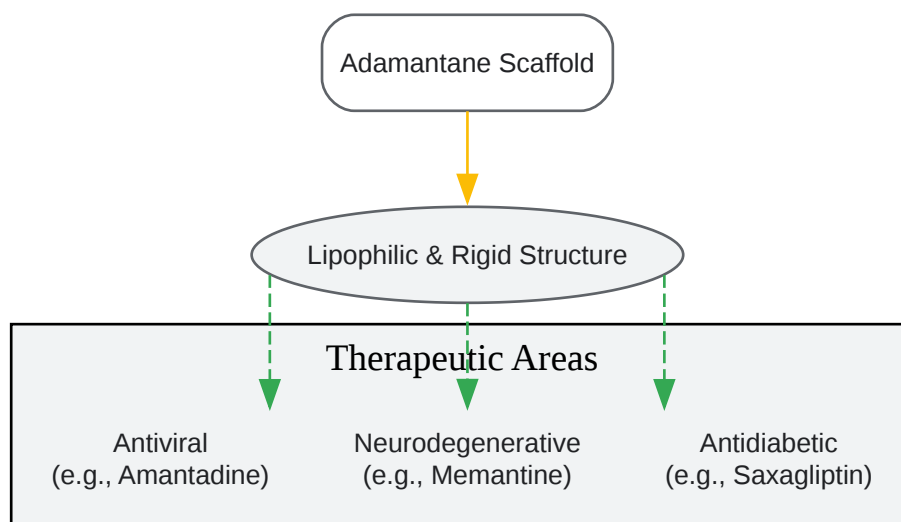 Adamantane Scaffold
Lipophilic & Rigid Structure
Therapeutic Areas
Antiviral
(e.g., Amantadine)
Neurodegenerative
(e.g., Memantine)
Antidiabetic
(e.g., Saxagliptin)